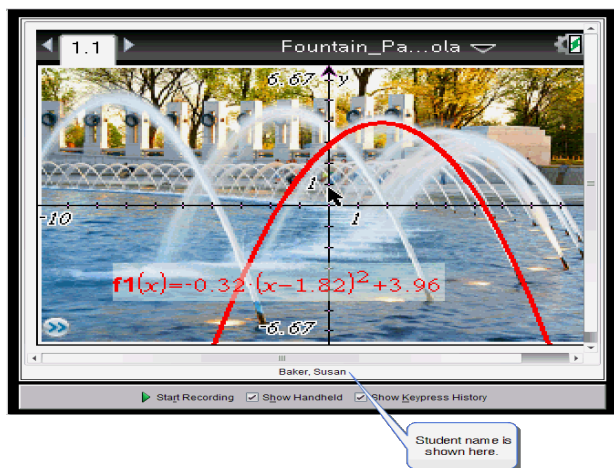 1.1
Fountain_Pa...ola
6.67 y
1
-10
1
f1(x)=-0.32·(x-1.82)²+3.96
-6.67
Baker, Susan
Start Recording Show Handheld Show Keypress History
Student name is
shown here.